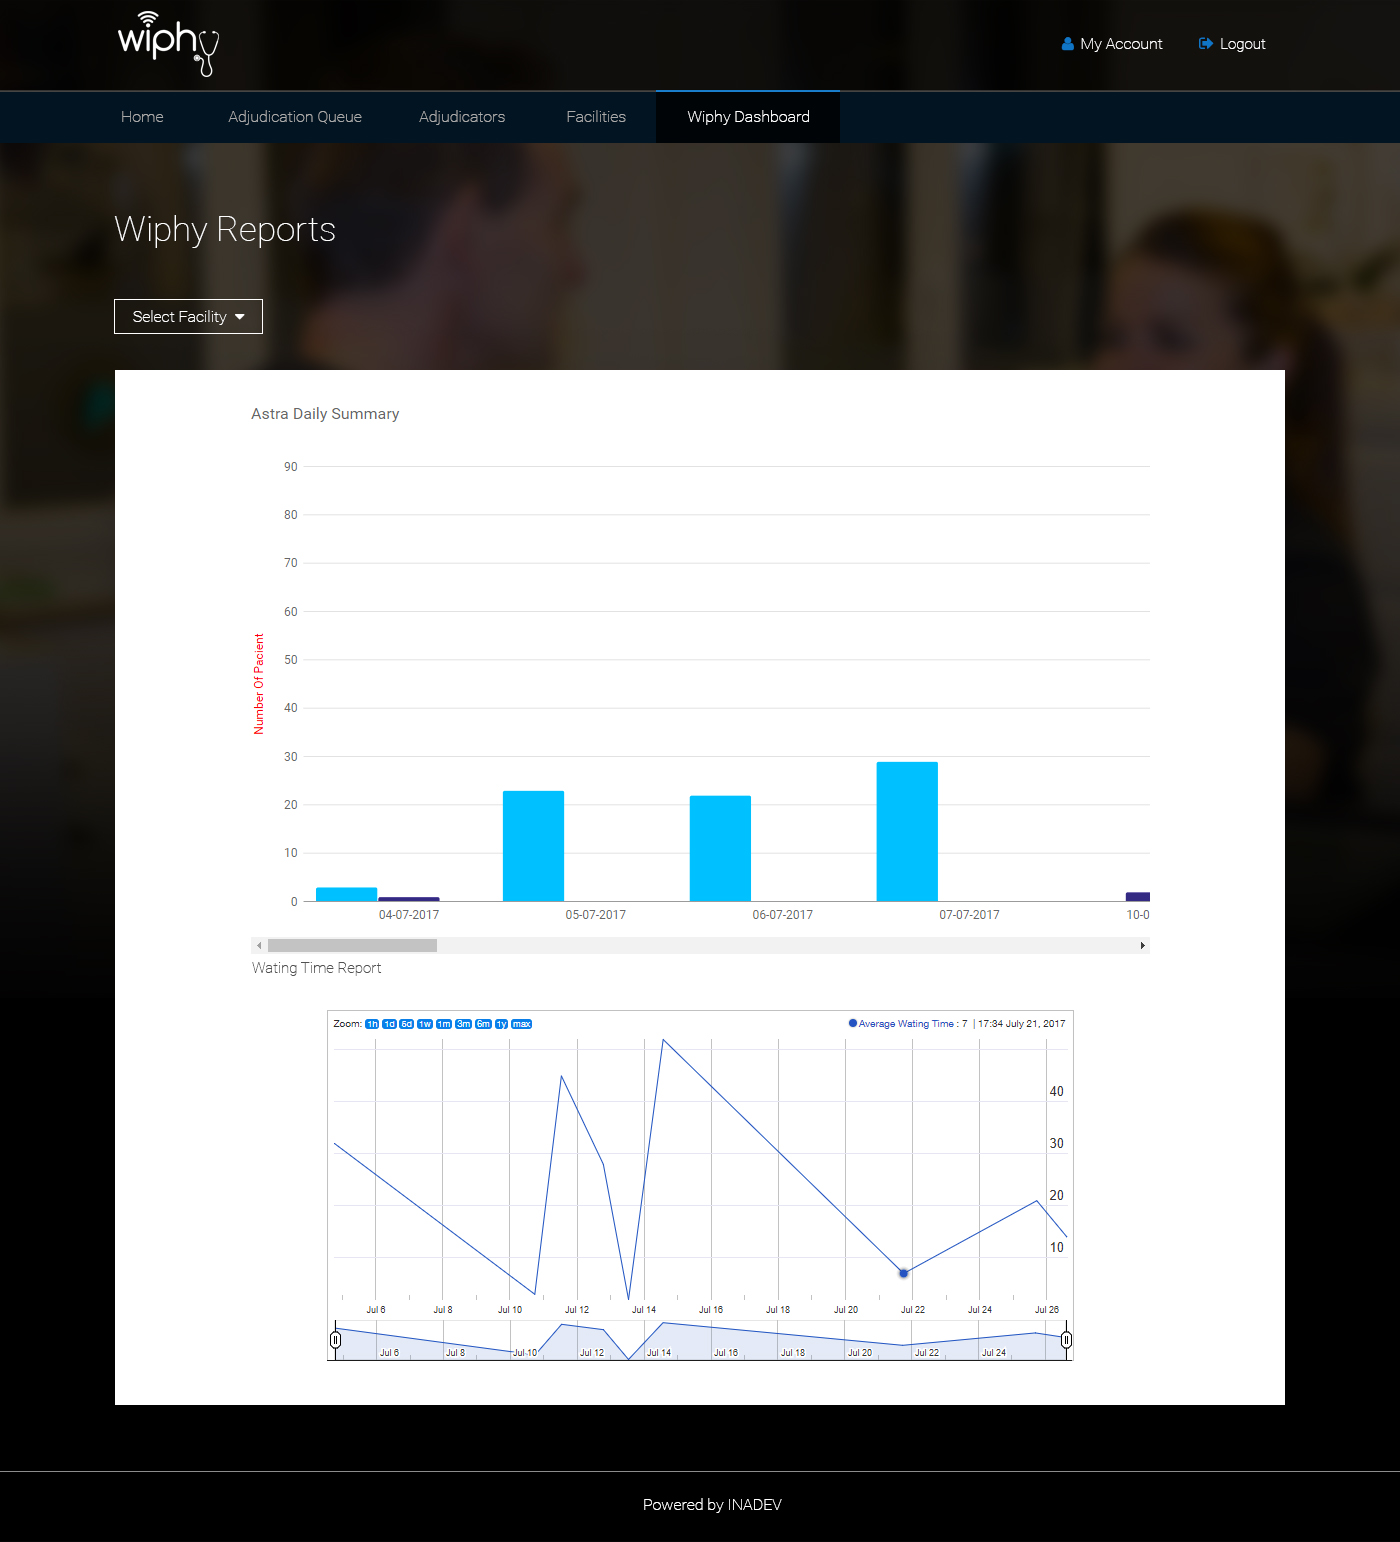 wiphy
My Account
Logout
Home
Adjudication Queue
Adjudicators
Facilities
Wiphy Dashboard
Wiphy Reports
Select Facility
Astra Daily Summary
90
80
70
60
50
40
30
20
10
0
Number Of Pacient
04-07-2017
05-07-2017
06-07-2017
07-07-2017
10-0
Wating Time Report
Zoom: 1h 1d 5d 1w 1m 3m 6m 1y max
Average Wating Time : 7 | 17:34 July 21, 2017
40
30
20
10
Jul 6
Jul 8
Jul 10
Jul 12
Jul 14
Jul 16
Jul 18
Jul 20
Jul 22
Jul 24
Jul 26
Jul 6
Jul 8
Jul 10
Jul 12
Jul 14
Jul 16
Jul 18
Jul 20
Jul 22
Jul 24
Powered by INADEV